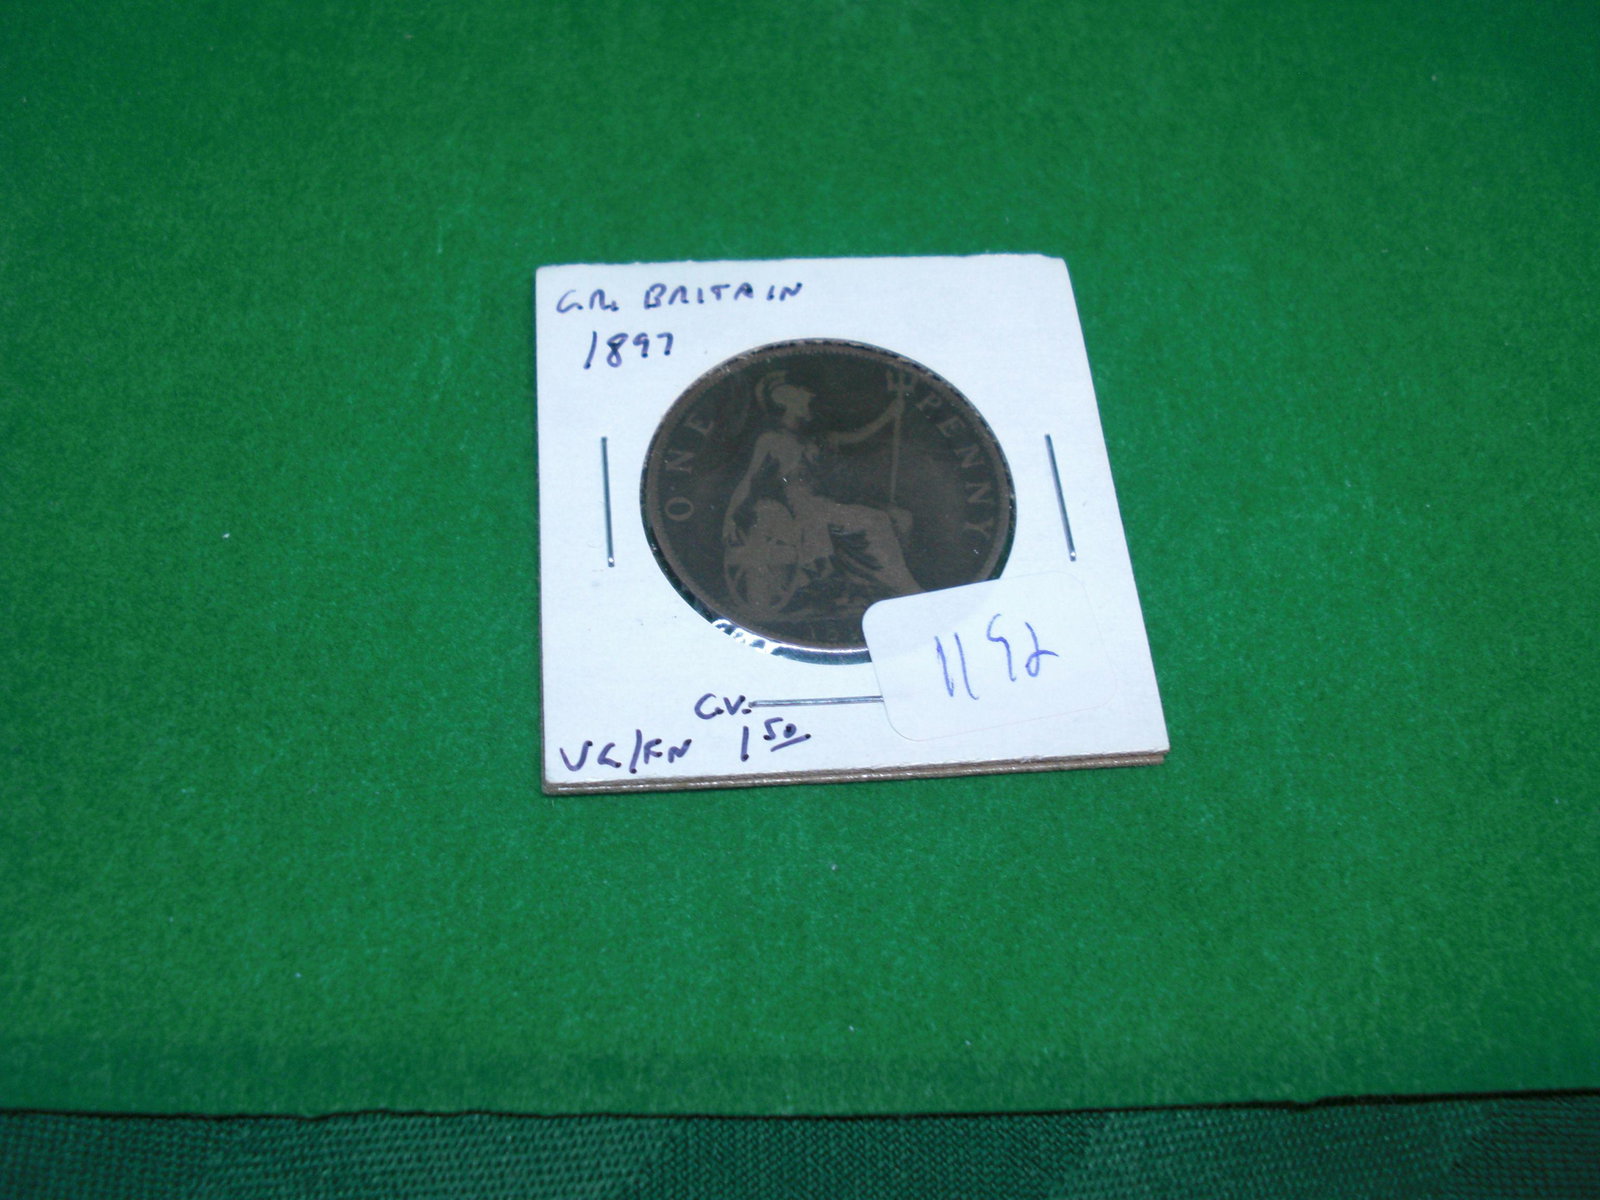 GR. BRITAIN
1897
ONE PENNY
1192
C.V.
VG/FN 1 50